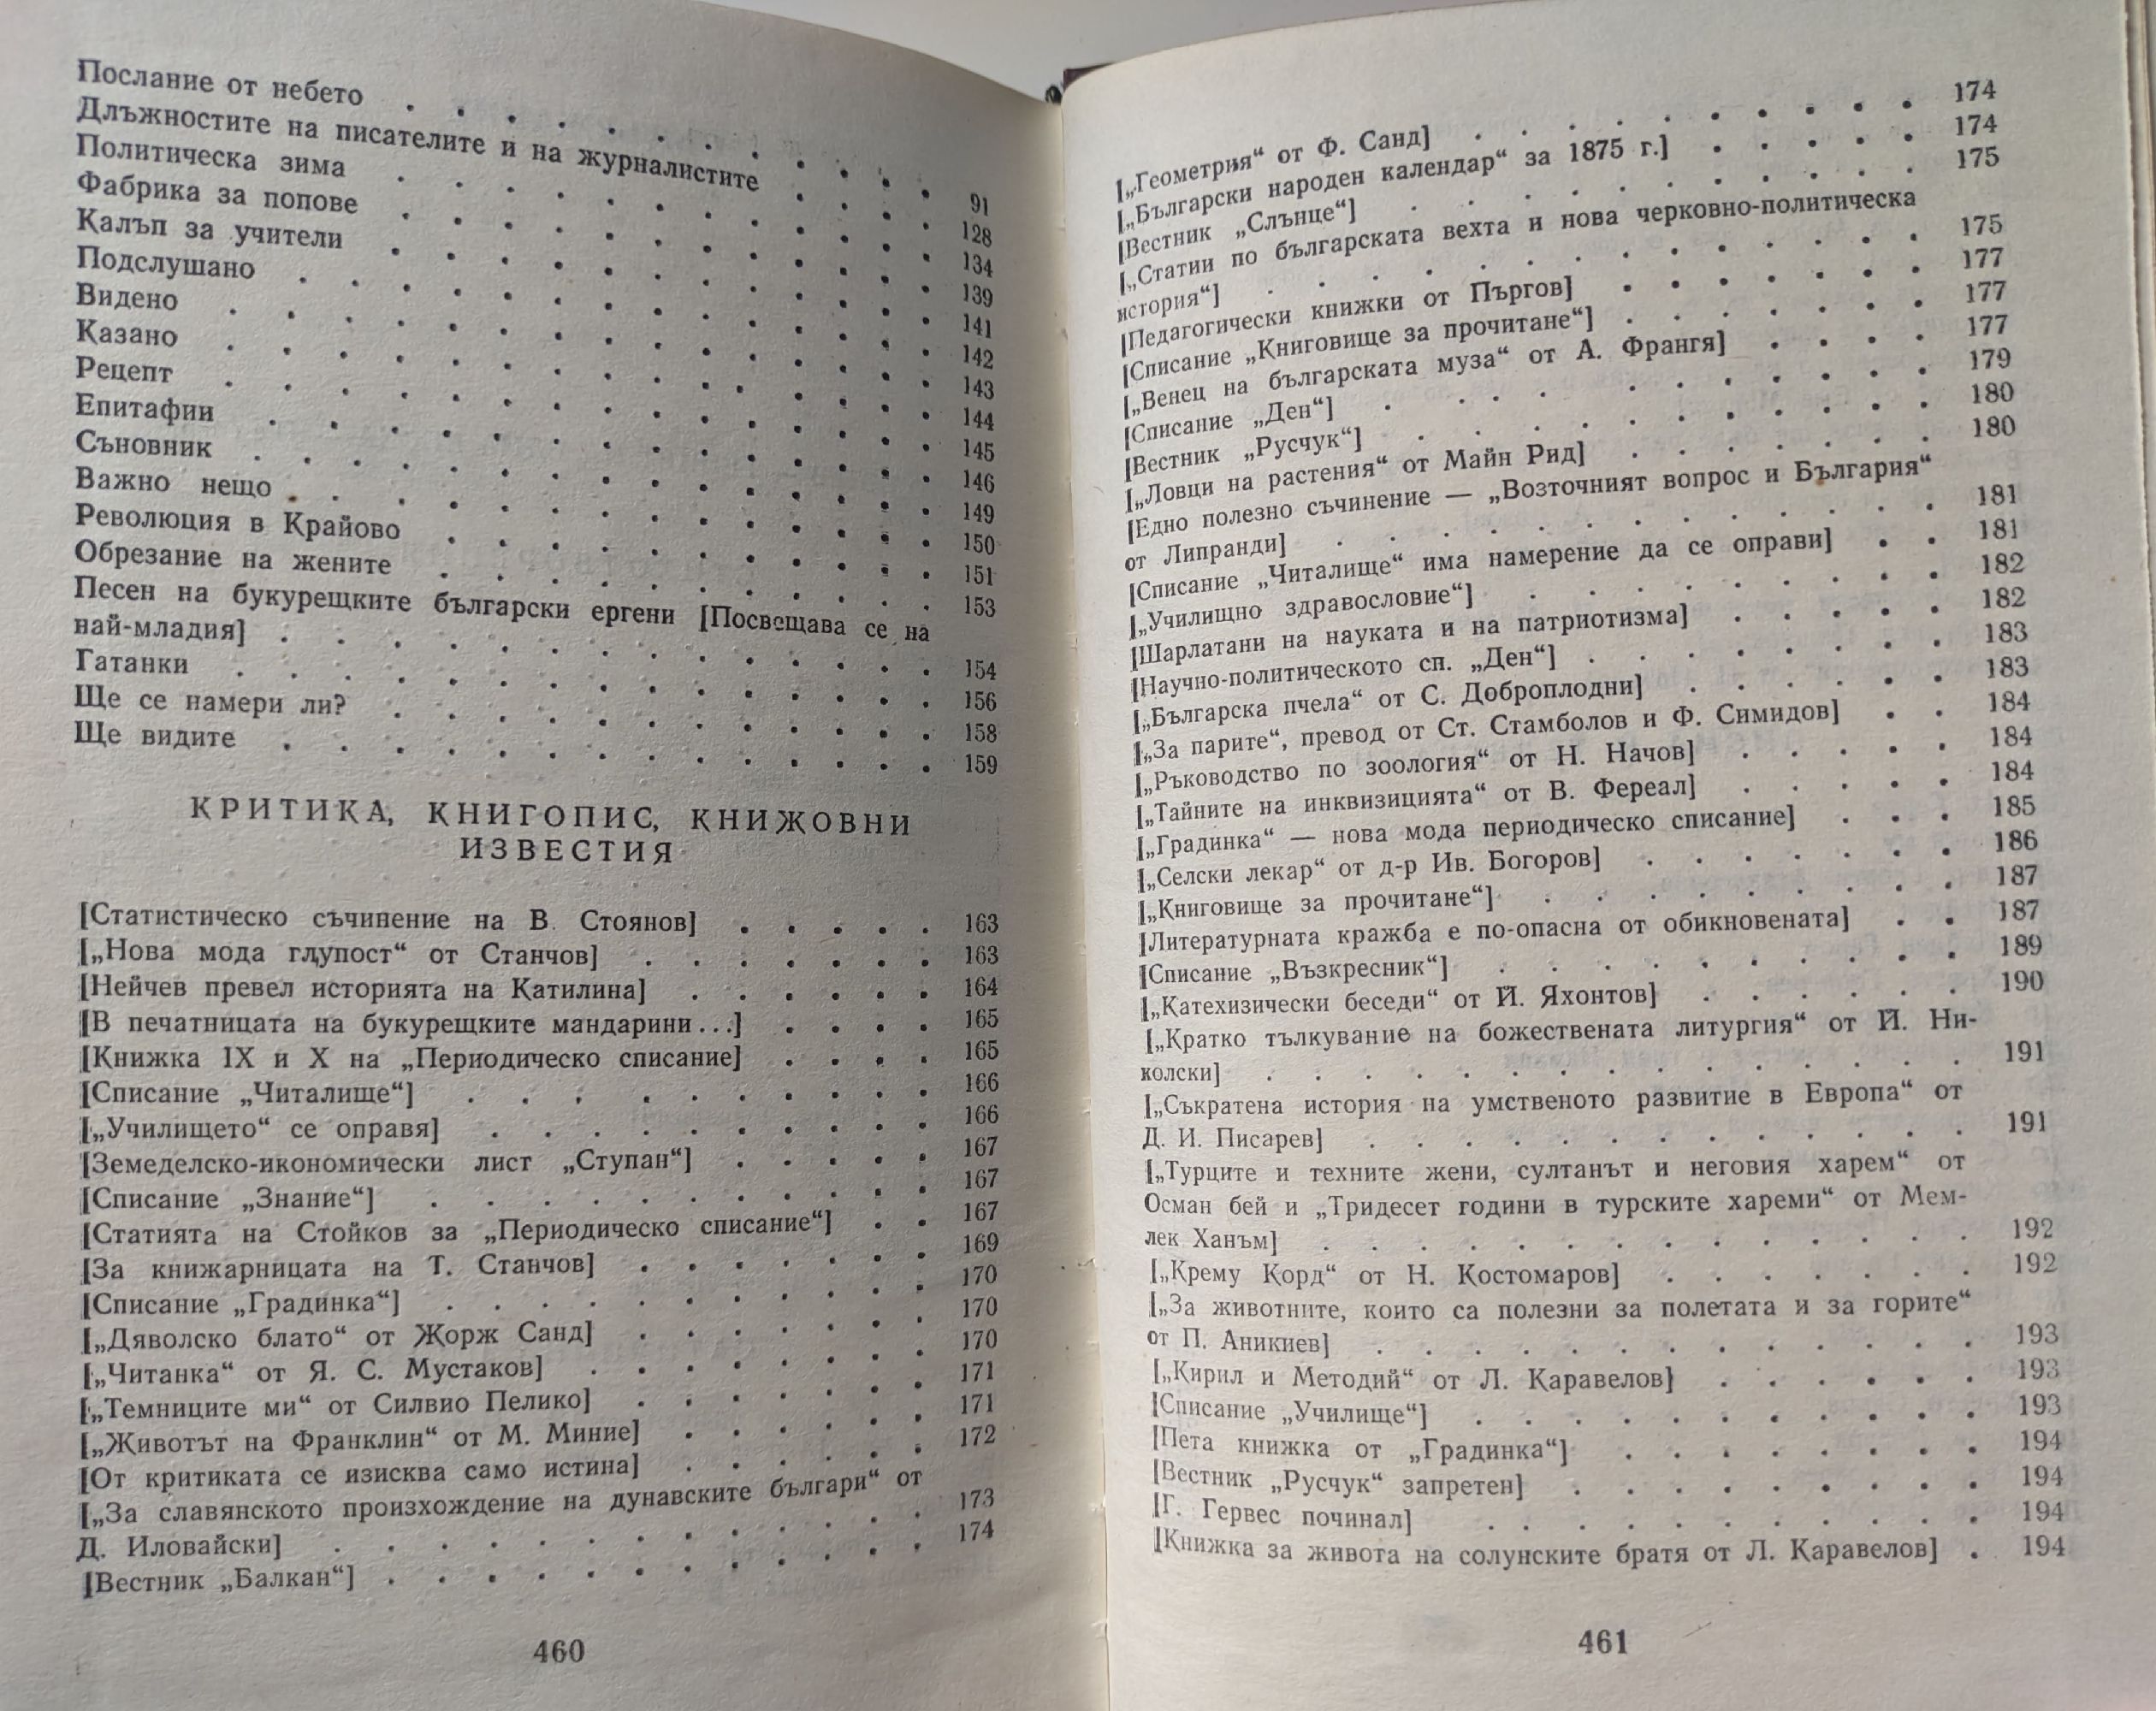 Послание от небето . . . . . . . . . . 91
Длъжностите на писателите и на журналистите . . . 128
Политическа зима . . . . . . . . . . 134
Фабрика за попове . . . . . . . . . . 139
Калъп за учители . . . . . . . . . . 141
Подслушано . . . . . . . . . . . . 142
Видено . . . . . . . . . . . . . 143
Казано . . . . . . . . . . . . . 144
Рецепт . . . . . . . . . . . . . 145
Епитафии . . . . . . . . . . . . 146
Съновник . . . . . . . . . . . . 149
Важно нещо . . . . . . . . . . . 150
Революция в Крайово . . . . . . . . . 151
Обрезание на жените . . . . . . . . . 153
Песен на букурещките български ергени [Посвещава се на
най-младия] . . . . . . . . . . . . 154
Гатанки . . . . . . . . . . . . . 156
Ще се намери ли? . . . . . . . . . . 158
Ще видите . . . . . . . . . . . . 159
КРИТИКА, КНИГОПИС, КНИЖОВНИ
ИЗВЕСТИЯ
[Статистическо съчинение на В. Стоянов] . . . . . 163
[„Нова мода глупост“ от Станчов] . . . . . . 163
[Нейчев превел историята на Катилина] . . . . . 164
[В печатницата на букурещките мандарини...] . . . . 165
[Книжка IX и X на „Периодическо списание] . . . . 165
[Списание „Читалище“] . . . . . . . . . 166
[„Училището“ се оправя] . . . . . . . . . 166
[Земеделско-икономически лист „Ступан“] . . . . . 167
[Списание „Знание“] . . . . . . . . . . 167
[Статията на Стойков за „Периодическо списание“] . . 167
[За книжарницата на Т. Станчов] . . . . . . 169
[Списание „Градинка“] . . . . . . . . . 170
[„Дяволско блато“ от Жорж Санд] . . . . . . 170
[„Читанка“ от Я. С. Мустаков] . . . . . . . 170
[„Темниците ми“ от Силвио Пелико] . . . . . . 171
[„Животът на Франклин“ от М. Миние] . . . . . 171
[От критиката се изисква само истина] . . . . . 172
[„За славянското произхождение на дунавските българи“ от
Д. Иловайски] . . . . . . . . . . . 173
[Вестник „Балкан“] . . . . . . . . . . 174
460
[„Геометрия“ от Ф. Санд] . . . . . . . . . 174
[„Български народен календар“ за 1875 г.] . . . . . 174
[Вестник „Слънце“] . . . . . . . . . . 175
[„Статии по българската вехта и нова черковно-политическа
история“] . . . . . . . . . . . . . 175
[Педагогически книжки от Пъргов] . . . . . . 177
[Списание „Книговище за прочитане“] . . . . . . 177
[„Венец на българската муза“ от А. Франгя] . . . . 177
[Списание „Ден“] . . . . . . . . . . . 179
[Вестник „Русчук“] . . . . . . . . . . 180
[„Ловци на растения“ от Майн Рид] . . . . . . 180
[Едно полезно съчинение — „Возточният вопрос и България“
от Липранди] . . . . . . . . . . . . 181
[Списание „Читалище“ има намерение да се оправи] . . 181
[„Училищно здравословие“] . . . . . . . . 182
[Шарлатани на науката и на патриотизма] . . . . . 182
[Научно-политическото сп. „Ден“] . . . . . . . 183
[„Българска пчела“ от С. Доброплодни] . . . . . 183
[„За парите“, превод от Ст. Стамболов и Ф. Симидов] . . 184
[„Ръководство по зоология“ от Н. Начов] . . . . . 184
[„Тайните на инквизицията“ от В. Фереал] . . . . . 184
[„Градинка“ — нова мода периодическо списание] . . . 185
[„Селски лекар“ от д-р Ив. Богоров] . . . . . . . 186
[„Книговище за прочитане“] . . . . . . . . 187
[Литературната кражба е по-опасна от обикновената] . . 187
[Списание „Възкресник“] . . . . . . . . . 189
[„Катехизически беседи“ от Й. Яхонтов] . . . . . . 190
[„Кратко тълкувание на божествената литургия“ от Й. Ни-
колски] . . . . . . . . . . . . . 191
[„Съкратена история на умственото развитие в Европа“ от
Д. И. Писарев] . . . . . . . . . . . 191
[„Турците и техните жени, султанът и неговия харем“ от
Осман бей и „Тридесет години в турските хареми“ от Мем-
лек Ханъм] . . . . . . . . . . . . 192
[„Крему Корд“ от Н. Костомаров] . . . . . . . 192
[„За животните, които са полезни за полетата и за горите“
от П. Аникиев] . . . . . . . . . . . 193
[„Кирил и Методий“ от Л. Каравелов] . . . . . . 193
[Списание „Училище“] . . . . . . . . . . 193
[Пета книжка от „Градинка“] . . . . . . . 194
[Вестник „Русчук“ запретен] . . . . . . . . 194
[Г. Гервес починал] . . . . . . . . . . 194
[Книжка за живота на солунските братя от Л. Каравелов] . 194
461